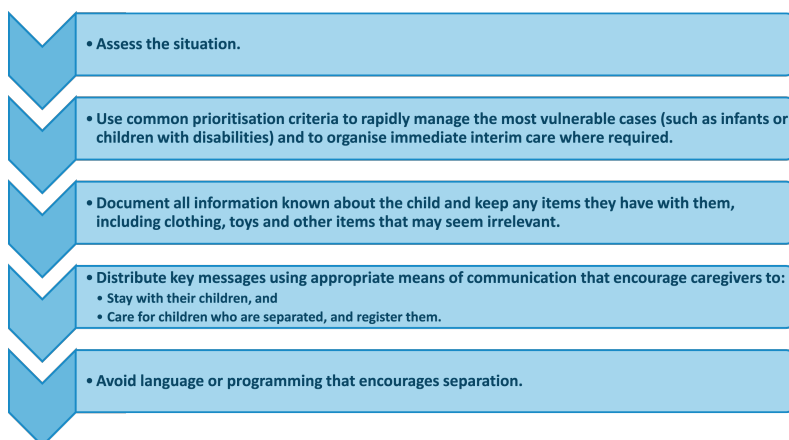 • Assess the situation.
• Use common prioritisation criteria to rapidly manage the most vulnerable cases (such as infants or
children with disabilities) and to organise immediate interim care where required.
• Document all information known about the child and keep any items they have with them,
including clothing, toys and other items that may seem irrelevant.
• Distribute key messages using appropriate means of communication that encourage caregivers to:
• Stay with their children, and
• Care for children who are separated, and register them.
• Avoid language or programming that encourages separation.